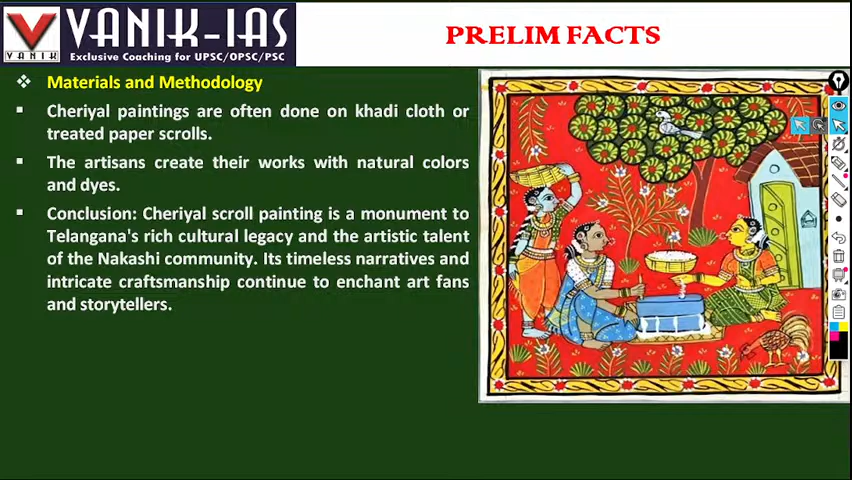 VANIK-IAS
VANIK
Exclusive Coaching for UPSC/OPSC/PSC
PRELIM FACTS
Materials and Methodology
Cheriyal paintings are often done on khadi cloth or
treated paper scrolls.
The artisans create their works with natural colors
and dyes.
Conclusion: Cheriyal scroll painting is a monument to
Telangana's rich cultural legacy and the artistic talent
of the Nakashi community. Its timeless narratives and
intricate craftsmanship continue to enchant art fans
and storytellers.